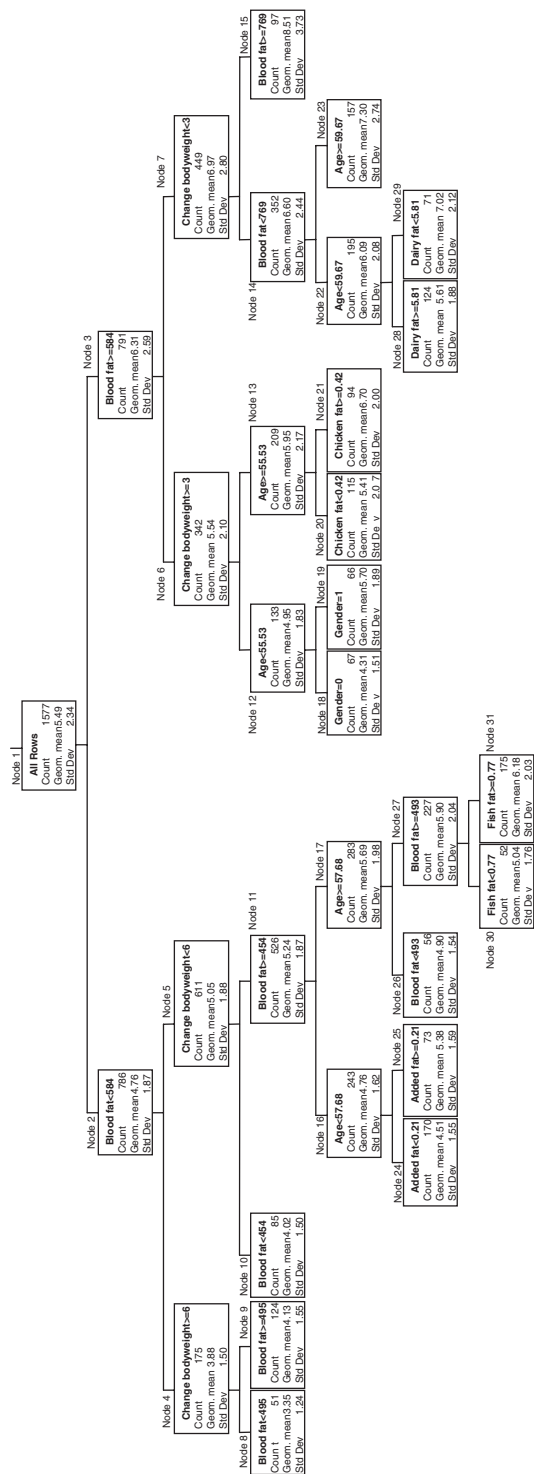 Node 1
All Rows
Count 1577
Geom. mean5.49
Std Dev 2.34
Node 2
Blood fat<584
Count 786
Geom. mean4.76
Std Dev 1.87
Node 3
Blood fat>=584
Count 791
Geom. mean6.31
Std Dev 2.59
Node 4
Change bodyweight>=6
Count 175
Geom. mean 3.88
Std Dev 1.50
Node 5
Change bodyweight<6
Count 611
Geom. mean5.05
Std Dev 1.88
Node 6
Change bodyweight>=3
Count 342
Geom. mean 5.54
Std Dev 2.10
Node 7
Change bodyweight<3
Count 449
Geom. mean6.97
Std Dev 2.80
Node 8
Blood fat<495
Coun t 51
Geom. mean3.35
Std Dev 1.24
Node 9
Blood fat>=495
Count 124
Geom. mean4.13
Std Dev 1.55
Node 10
Blood fat<454
Count 85
Geom. mean4.02
Std Dev 1.50
Node 11
Blood fat>=454
Count 526
Geom. mean5.24
Std Dev 1.87
Node 12
Age<55.53
Count 133
Geom. mean4.95
Std Dev 1.83
Node 13
Age>=55.53
Count 209
Geom. mean5.95
Std Dev 2.17
Node 14
Blood fat<769
Count 352
Geom. mean6.60
Std Dev 2.44
Node 15
Blood fat>=769
Count 97
Geom. mean8.51
Std Dev 3.73
Node 16
Age<57.68
Count 243
Geom. mean4.76
Std Dev 1.62
Node 17
Age>=57.68
Count 283
Geom. mean5.69
Std Dev 1.98
Node 18
Gender=0
Count 67
Geom. mean4.31
Std De v 1.51
Node 19
Gender=1
Count 66
Geom. mean5.70
Std Dev 1.89
Node 20
Chicken fat<0.42
Count 115
Geom. mean 5.41
Std De v 2.0 7
Node 21
Chicken fat>=0.42
Count 94
Geom. mean6.70
Std Dev 2.00
Node 22
Age<59.67
Count 195
Geom. mean6.09
Std Dev 2.08
Node 23
Age>=59.67
Count 157
Geom. mean7.30
Std Dev 2.74
Node 24
Added fat<0.21
Count 170
Geom. mean 4.51
Std Dev 1.55
Node 25
Added fat>=0.21
Count 73
Geom. mean 5.38
Std Dev 1.59
Node 26
Blood fat<493
Count 56
Geom. mean4.90
Std Dev 1.54
Node 27
Blood fat>=493
Count 227
Geom. mean5.90
Std Dev 2.04
Node 28
Dairy fat>=5.81
Count 124
Geom. mean 5.61
Std Dev 1.88
Node 29
Dairy fat<5.81
Count 71
Geom. mean 7.02
Std Dev 2.12
Node 30
Fish fat<0.77
Count 52
Geom. mean5.04
Std De v 1.76
Node 31
Fish fat>=0.77
Count 175
Geom. mean 6.18
Std Dev 2.03